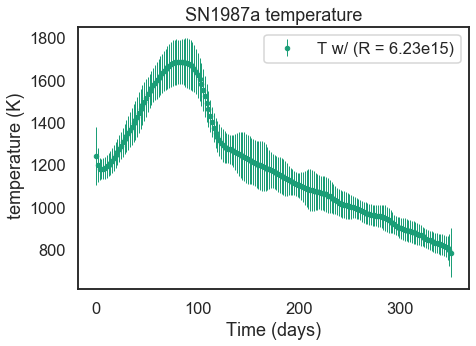 SN1987a temperature
T w/ (R = 6.23e15)
temperature (K)
1800
1600
1400
1200
1000
800
0
100
200
300
Time (days)